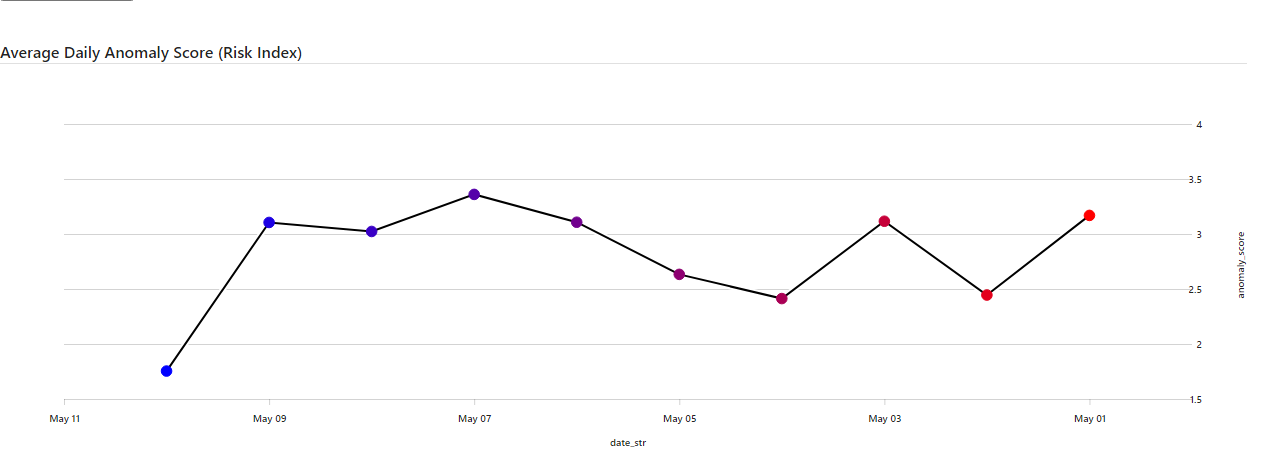 Average Daily Anomaly Score (Risk Index)
4
3.5
3
2.5
2
1.5
anomaly_score
May 11
May 09
May 07
May 05
May 03
May 01
date_str